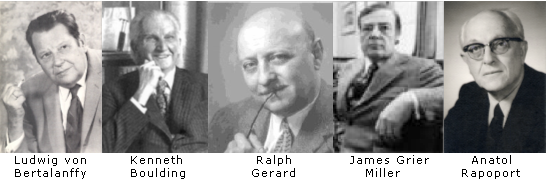 Ludwig von
Bertalanffy
Kenneth
Boulding
Ralph
Gerard
James Grier
Miller
Anatol
Rapoport